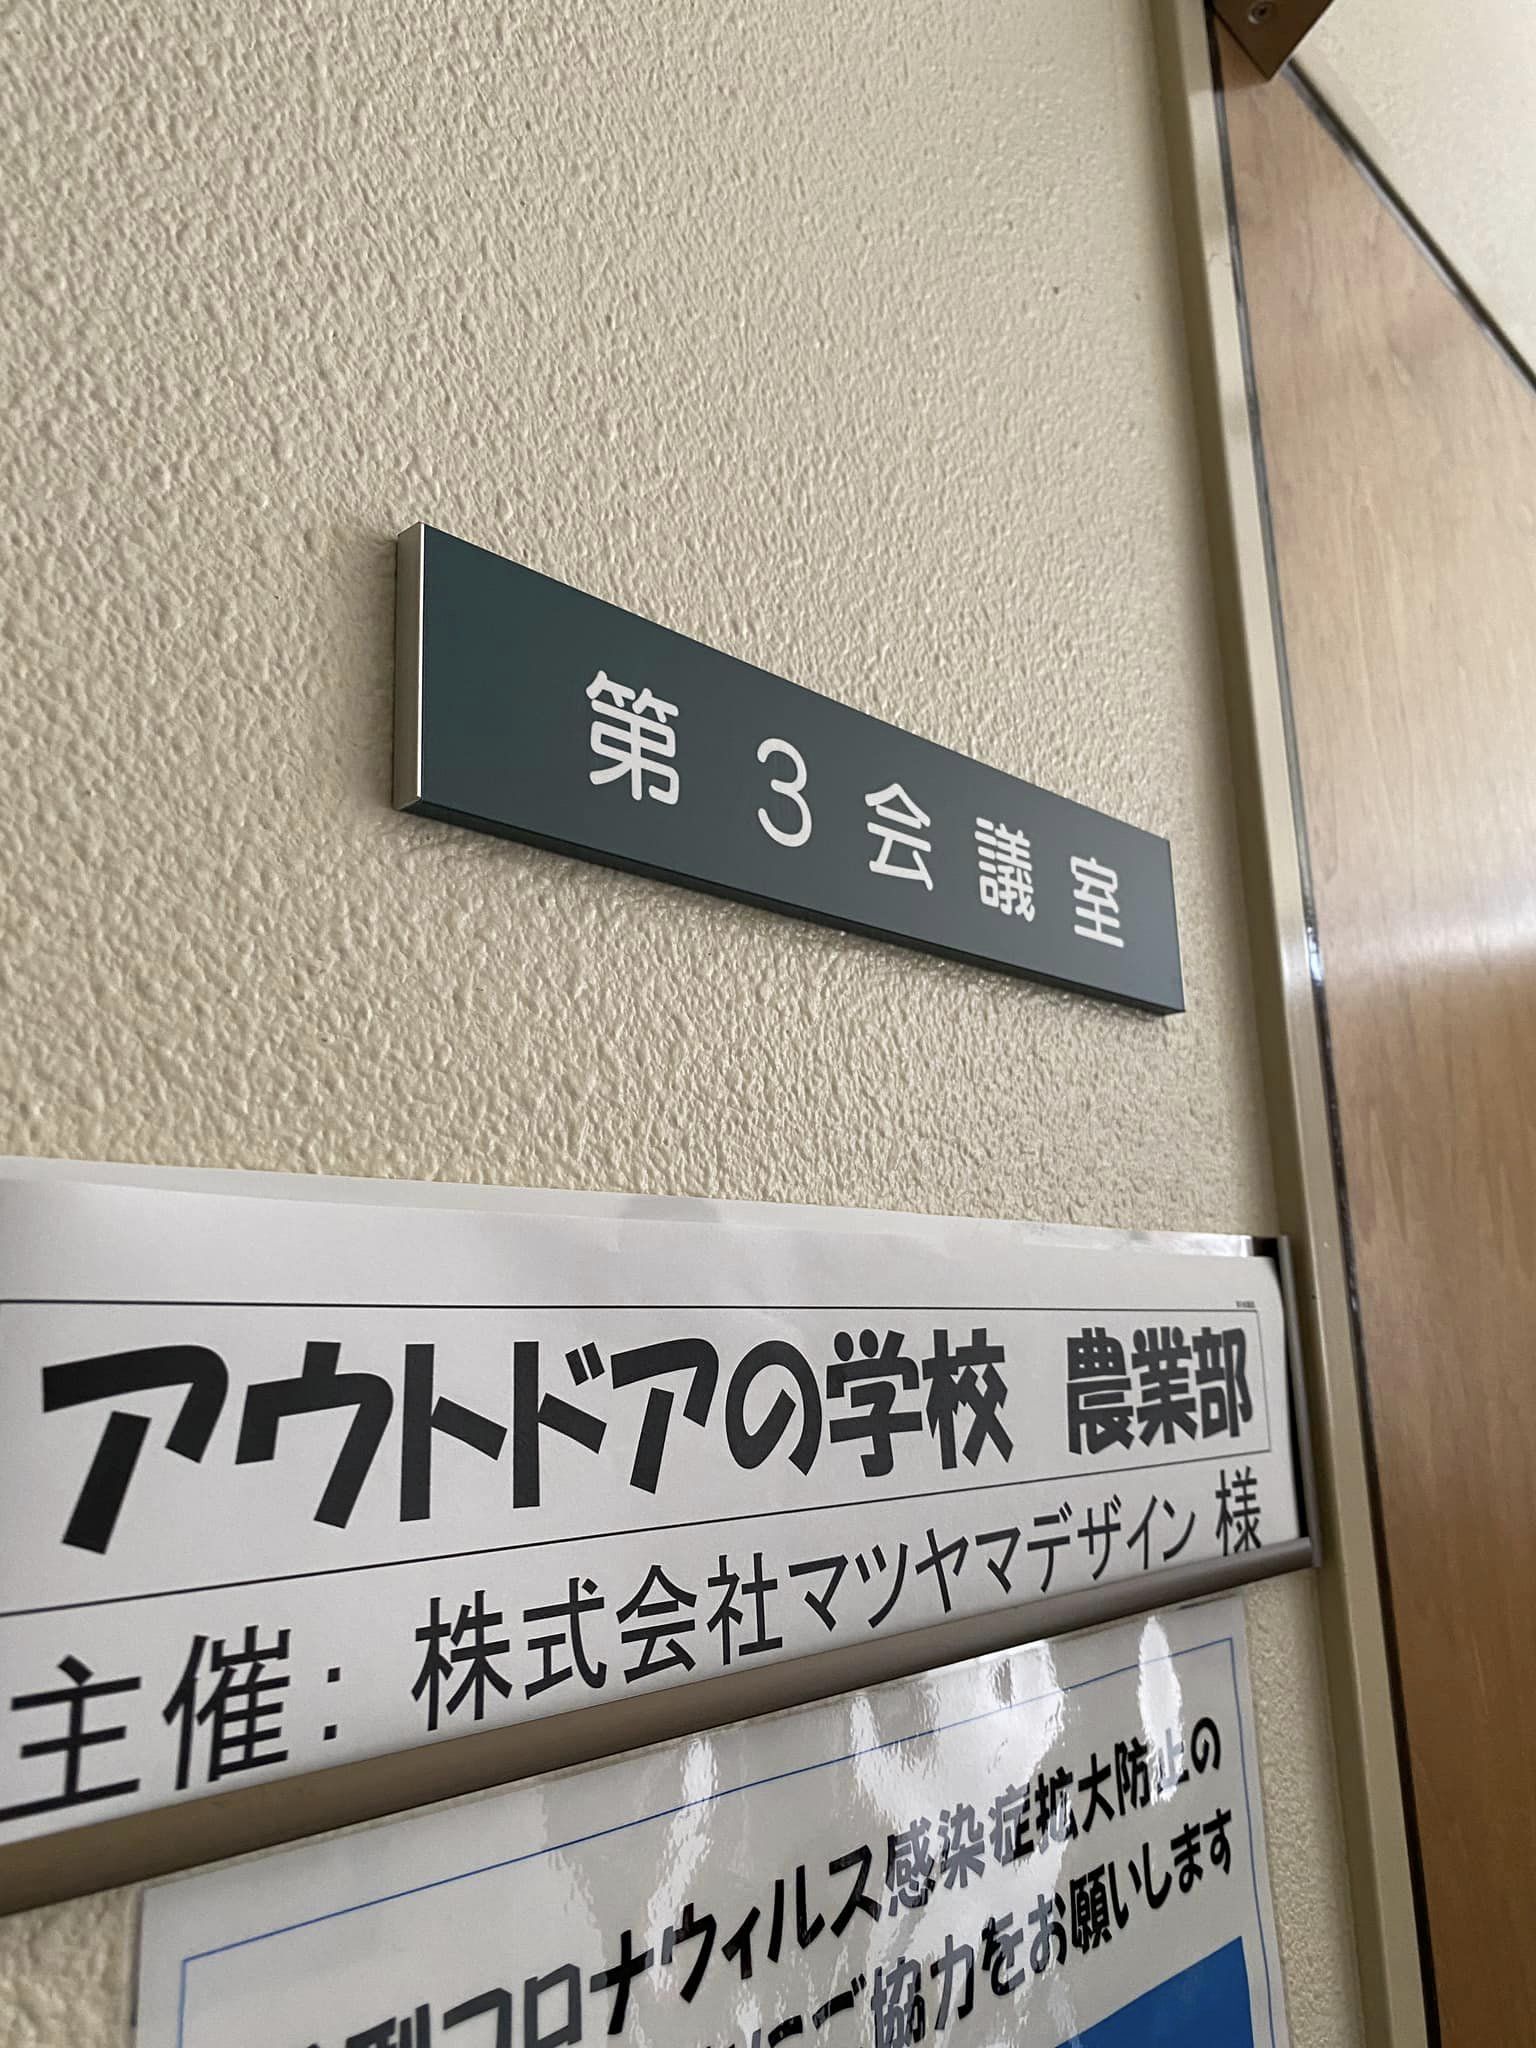 第3会議室
アウトドアの学校 農業部
主催: 株式会社マツヤマデザイン 様
型コロナウィルス感染症拡大防止の
ご協力をお願いします